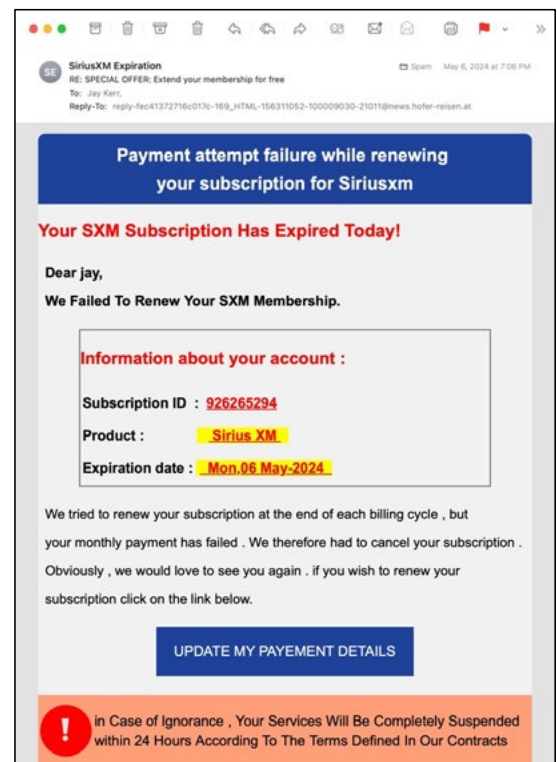 SE
SiriusXM Expiration
Spam May 6, 2024 at 7:06 PM
RE: SPECIAL OFFER: Extend your membership for free
To: Jay Kerr,
Reply-To: reply-fec41372716c017c-169_HTML-156311052-100009030-21011@news.hofer-reisen.at
Payment attempt failure while renewing
your subscription for Siriusxm
Your SXM Subscription Has Expired Today!
Dear jay,
We Failed To Renew Your SXM Membership.
Information about your account :
Subscription ID : 926265294
Product : Sirius XM
Expiration date : Mon,06 May-2024
We tried to renew your subscription at the end of each billing cycle , but
your monthly payment has failed . We therefore had to cancel your subscription .
Obviously , we would love to see you again . if you wish to renew your
subscription click on the link below.
UPDATE MY PAYEMENT DETAILS
! in Case of Ignorance , Your Services Will Be Completely Suspended
within 24 Hours According To The Terms Defined In Our Contracts